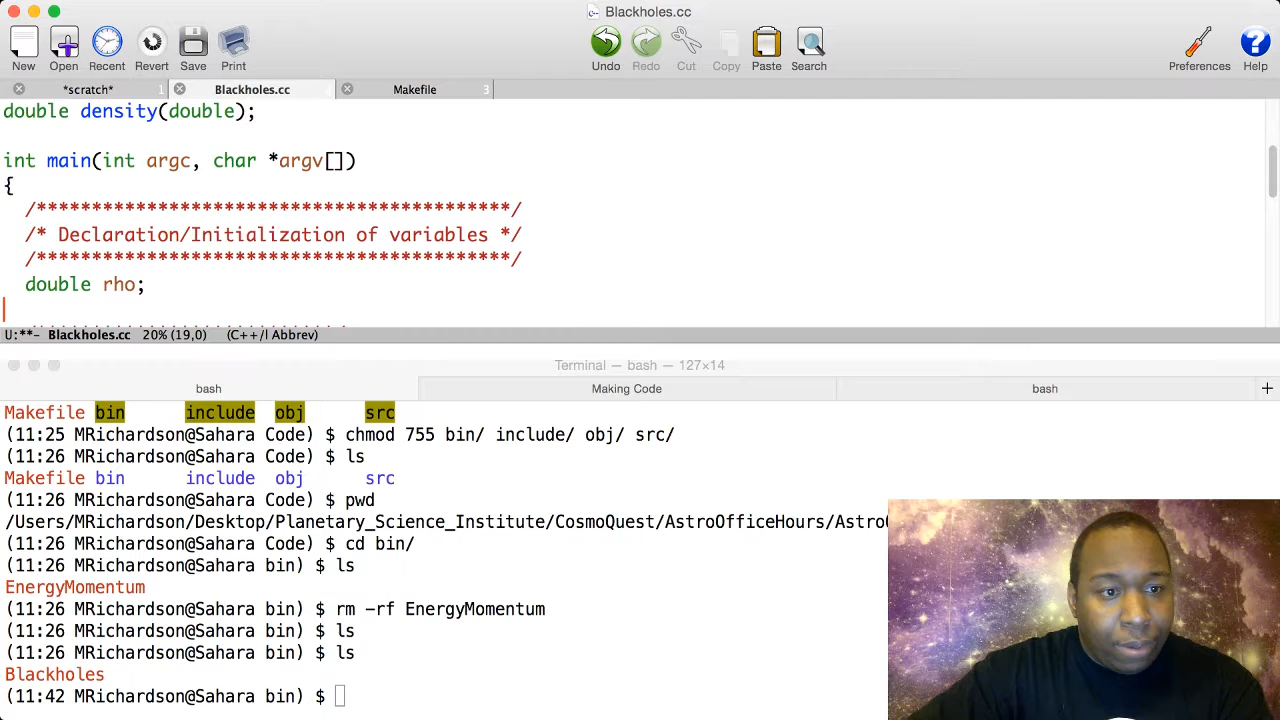 Blackholes.cc
New Open Recent Revert Save Print Undo Redo Cut Copy Paste Search Preferences Help
*scratch* 1 Blackholes.cc Makefile 3
double density(double);
int main(int argc, char *argv[])
{
/*******************************************/
/* Declaration/Initialization of variables */
/*******************************************/
double rho;
U:**- Blackholes.cc 20% (19,0) (C++/l Abbrev)
Terminal — bash — 127×14
bash Making Code bash +
Makefile bin include obj src
(11:25 MRichardson@Sahara Code) $ chmod 755 bin/ include/ obj/ src/
(11:26 MRichardson@Sahara Code) $ ls
Makefile bin include obj src
(11:26 MRichardson@Sahara Code) $ pwd
/Users/MRichardson/Desktop/Planetary_Science_Institute/CosmoQuest/AstroOfficeHours/Astro
(11:26 MRichardson@Sahara Code) $ cd bin/
(11:26 MRichardson@Sahara bin) $ ls
EnergyMomentum
(11:26 MRichardson@Sahara bin) $ rm -rf EnergyMomentum
(11:26 MRichardson@Sahara bin) $ ls
(11:26 MRichardson@Sahara bin) $ ls
Blackholes
(11:42 MRichardson@Sahara bin) $